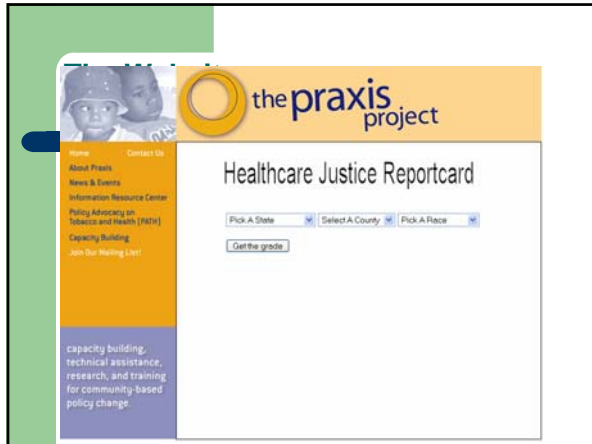 the praxis
project
Home Contact Us
About Praxis
News & Events
Information Resource Center
Policy Advocacy on
Tobacco and Health (PATH)
Capacity Building
Join Our Mailing List!
Healthcare Justice Reportcard
Pick A State Select A County Pick A Race
Get the grade
capacity building,
technical assistance,
research, and training
for community-based
policy change.